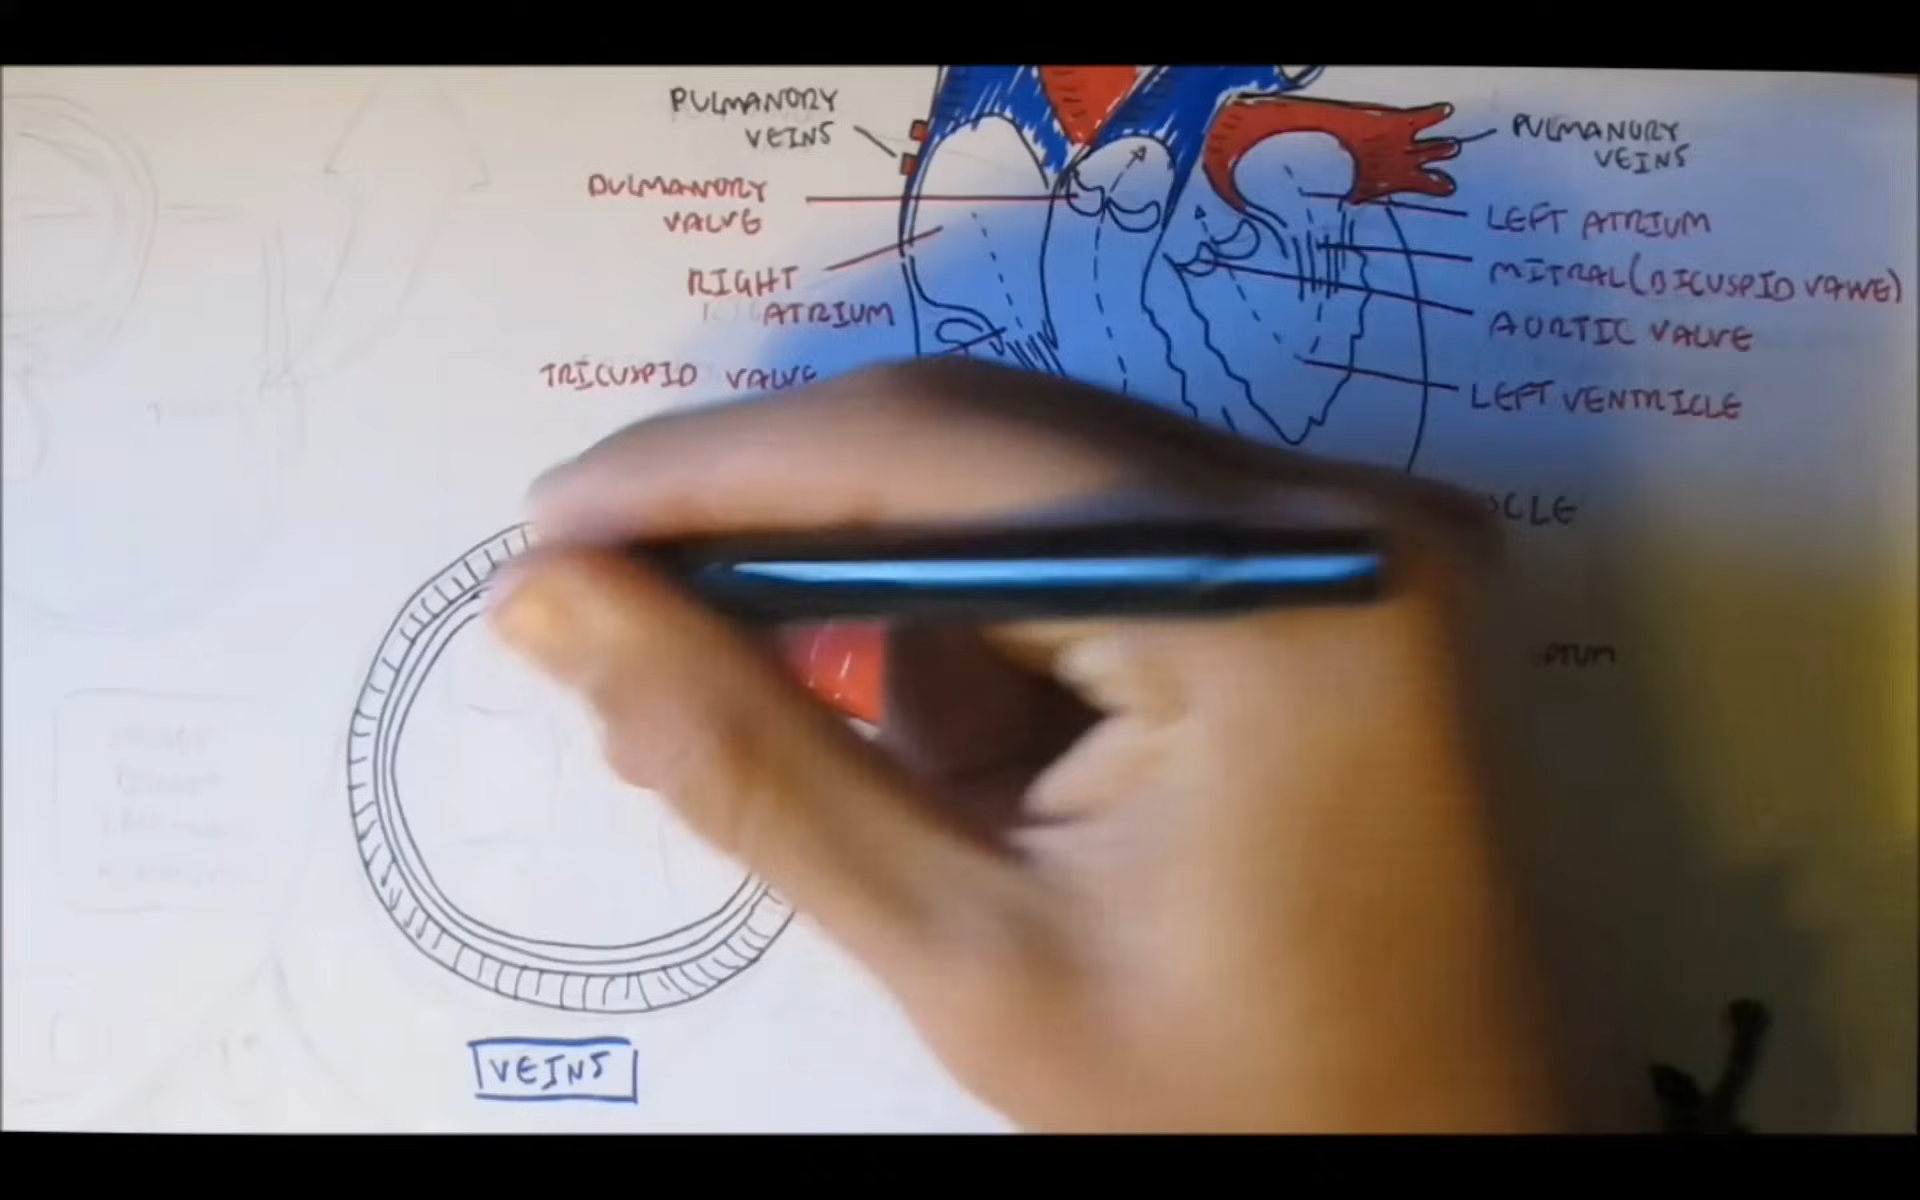 PULMANORY
VEINS
PULMANORY
VALVE
RIGHT
ATRIUM
TRICUSPID VALVE
PULMANORY
VEINS
LEFT ATRIUM
MITRAL (BICUSPID VALVE)
AORTIC VALVE
LEFT VENTRICLE
VEINS